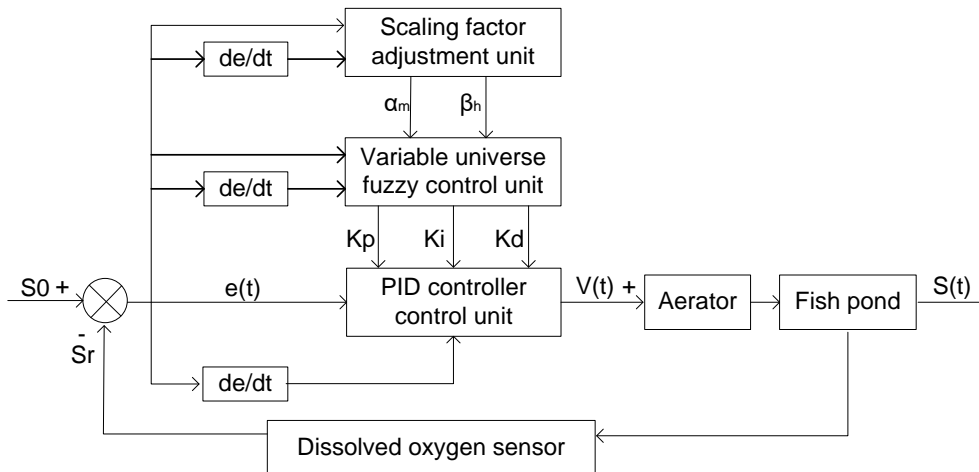 Scaling factor
adjustment unit
de/dt
αm
βh
Variable universe
fuzzy control unit
de/dt
Kp
Ki
Kd
S0 +
e(t)
PID controller
control unit
V(t) +
Aerator
Fish pond
S(t)
-
Sr
de/dt
Dissolved oxygen sensor